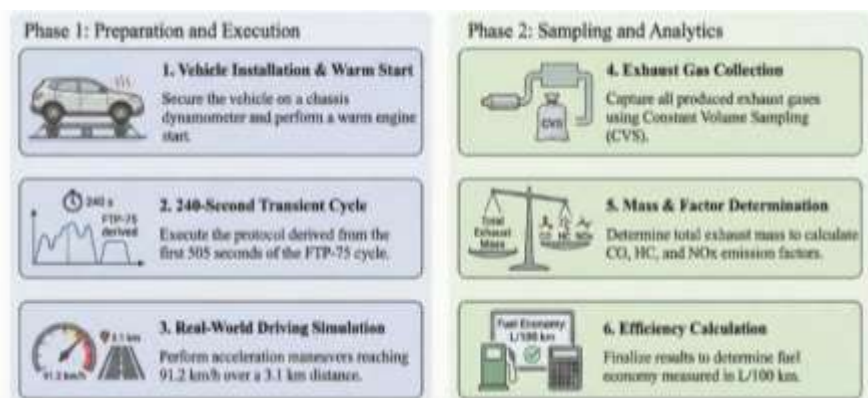 Phase 1: Preparation and Execution
1. Vehicle Installation & Warm Start
Secure the vehicle on a chassis
dynamometer and perform a warm engine
start.
240 s
FTP-75
derived
2. 240-Second Transient Cycle
Execute the protocol derived from the
first 505 seconds of the FTP-75 cycle.
3.1 km
91.2 km/h
3. Real-World Driving Simulation
Perform acceleration maneuvers reaching
91.2 km/h over a 3.1 km distance.
Phase 2: Sampling and Analytics
CVS
4. Exhaust Gas Collection
Capture all produced exhaust gases
using Constant Volume Sampling
(CVS).
Total
Exhaust
Mass
CO HC NOx
5. Mass & Factor Determination
Determine total exhaust mass to calculate
CO, HC, and NOx emission factors.
Fuel Economy
L/100 km
6. Efficiency Calculation
Finalize results to determine fuel
economy measured in L/100 km.